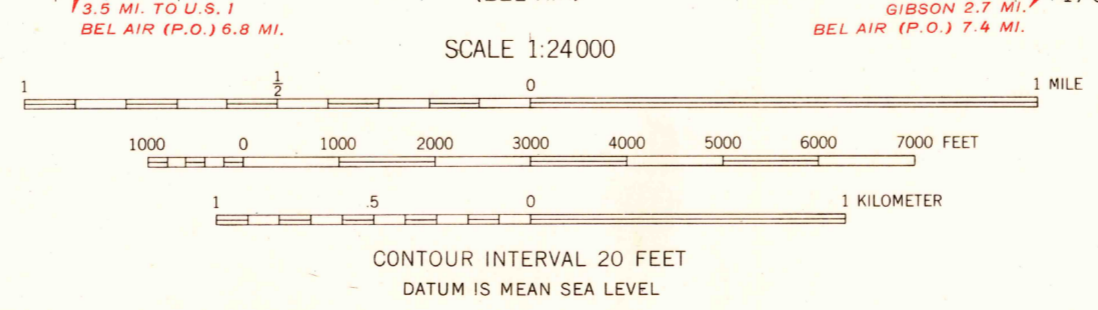 3.5 MI. TO U.S. 1
BEL AIR (P.O.) 6.8 MI.
GIBSON 2.7 MI.
BEL AIR (P.O.) 7.4 MI.
SCALE 1:24000
1 1/2 0 1 MILE
1000 0 1000 2000 3000 4000 5000 6000 7000 FEET
1 .5 0 1 KILOMETER
CONTOUR INTERVAL 20 FEET
DATUM IS MEAN SEA LEVEL